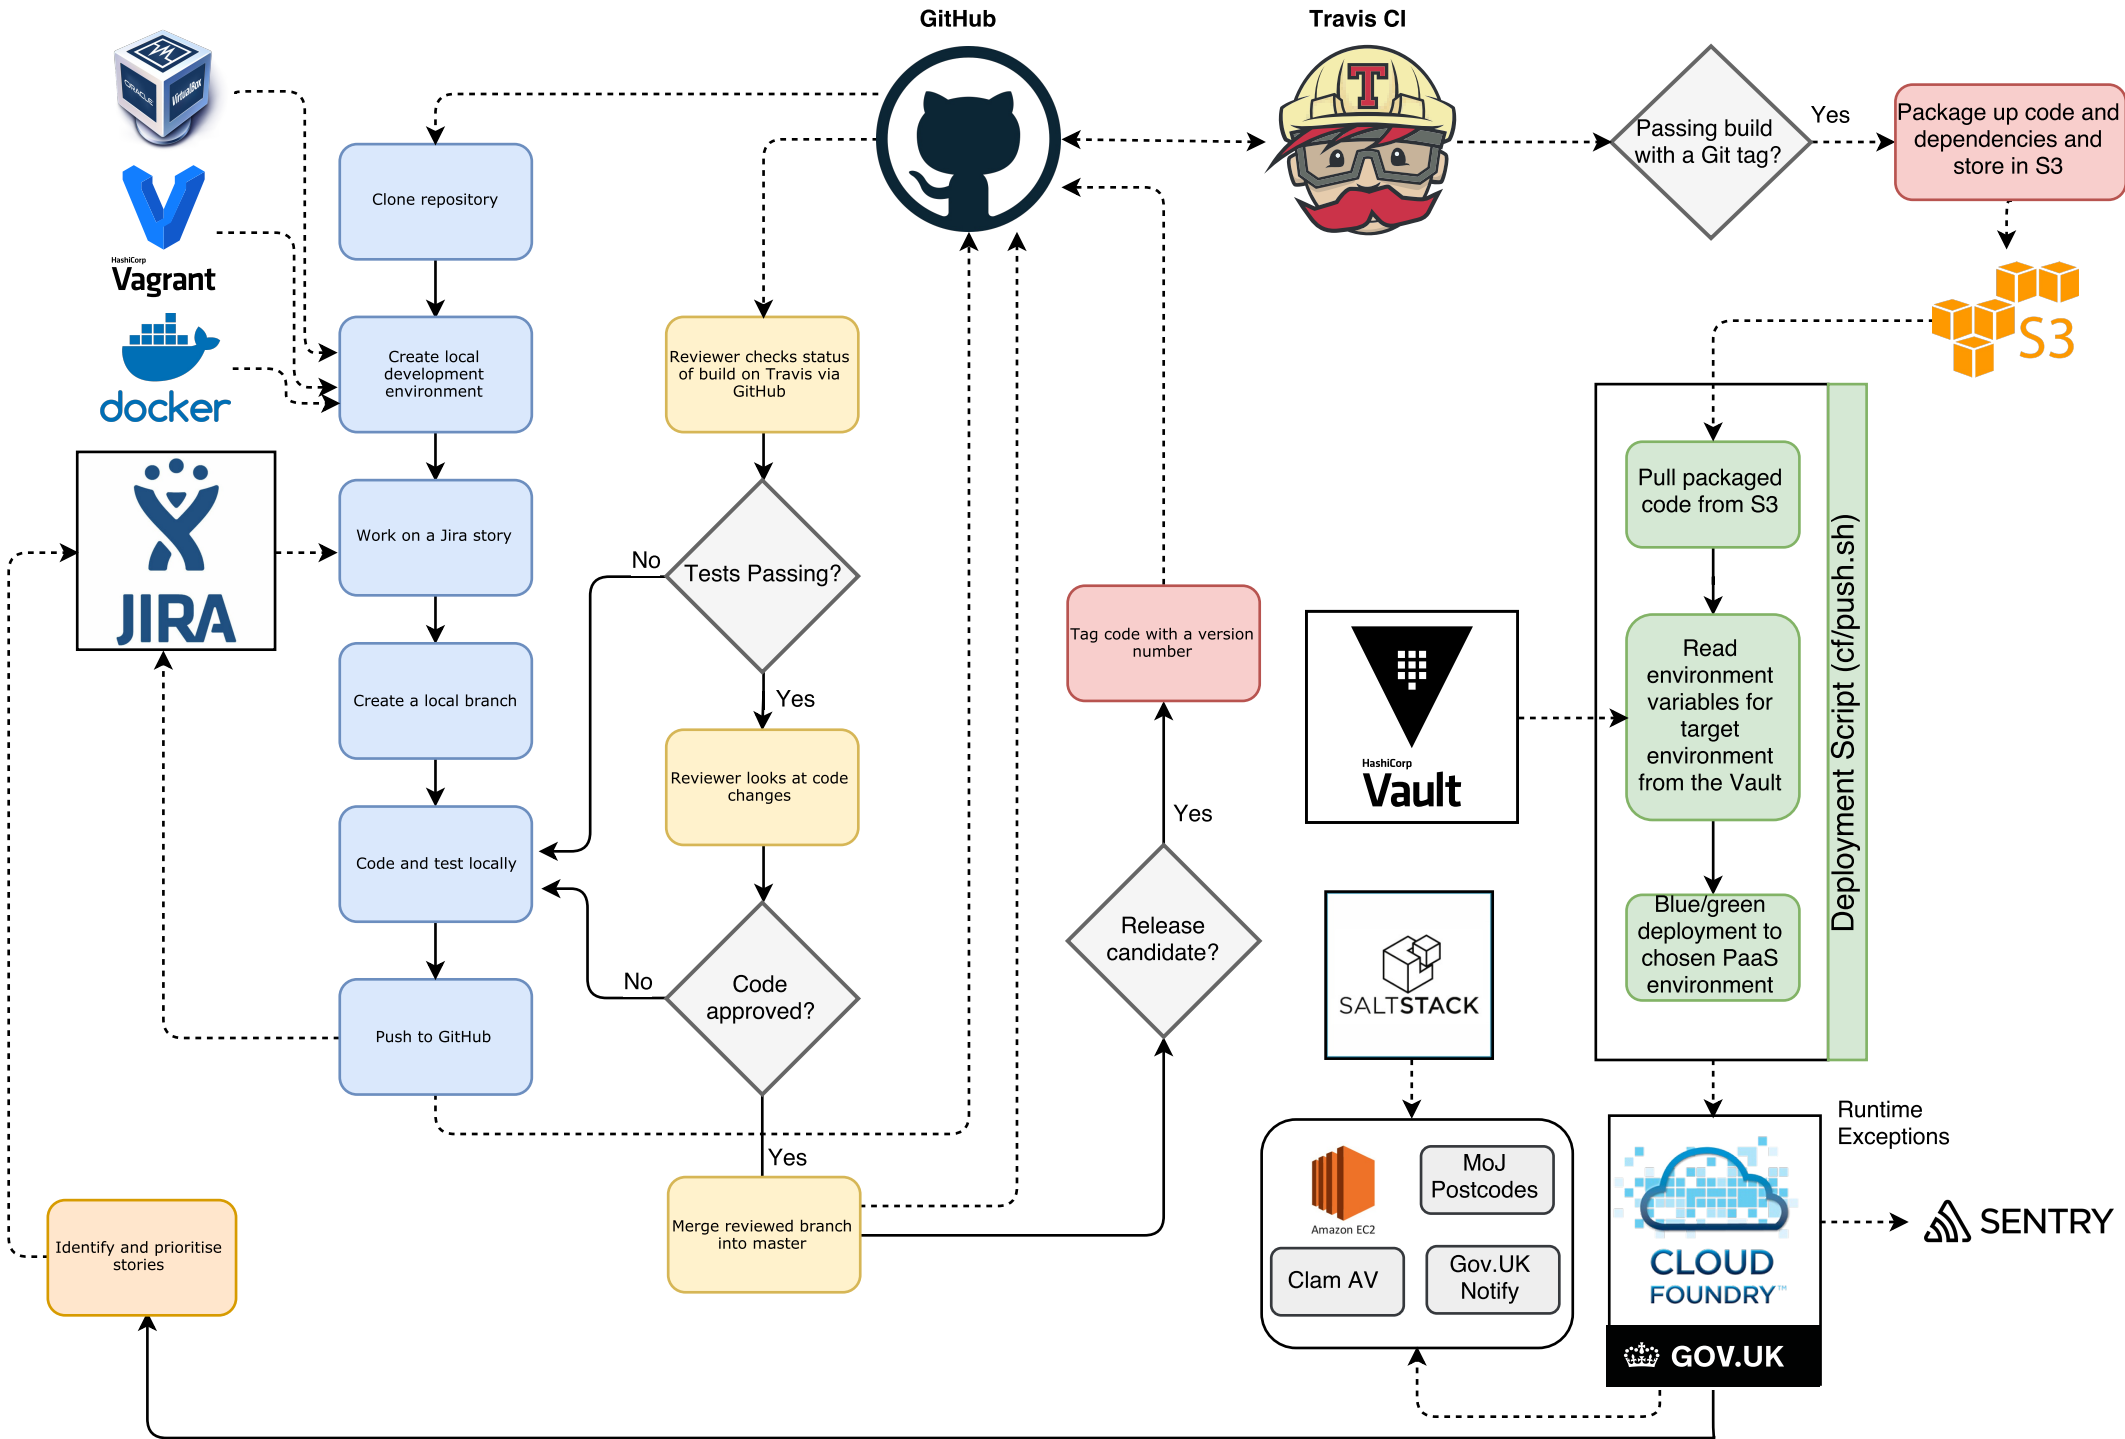 GitHub
Travis CI
ORACLE
VirtualBox
T
Passing build
with a Git tag?
Yes
Package up code and
dependencies and
store in S3
Clone repository
HashiCorp
Vagrant
S3
docker
Create local
development
environment
Reviewer checks status
of build on Travis via
GitHub
Pull packaged
code from S3
Deployment Script (cf/push.sh)
JIRA
Work on a Jira story
No
Tests Passing?
Yes
Tag code with a version
number
Read
environment
variables for
target
environment
from the Vault
HashiCorp
Vault
Create a local branch
Reviewer looks at code
changes
Yes
Code and test locally
Release
candidate?
Blue/green
deployment to
chosen PaaS
environment
SALTSTACK
No
Code
approved?
Push to GitHub
Yes
Runtime
Exceptions
Merge reviewed branch
into master
Identify and prioritise
stories
Amazon EC2
MoJ
Postcodes
Clam AV
Gov.UK
Notify
CLOUD
FOUNDRY™
GOV.UK
SENTRY